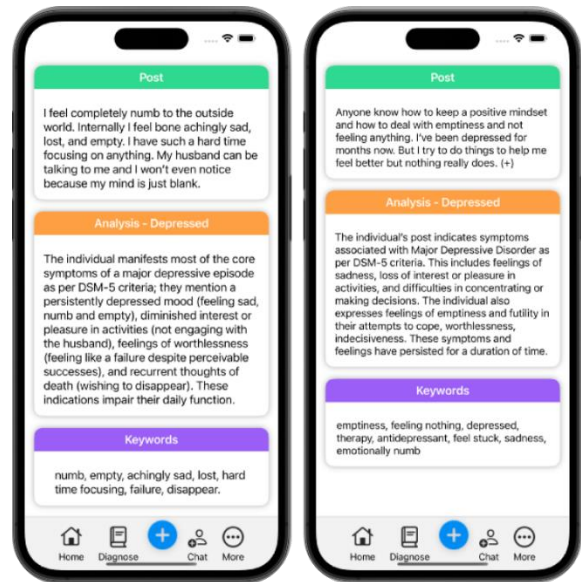 Post
I feel completely numb to the outside
world. Internally I feel bone achingly sad,
lost, and empty. I have such a hard time
focusing on anything. My husband can be
talking to me and I won't even notice
because my mind is just blank.
Analysis - Depressed
The individual manifests most of the core
symptoms of a major depressive episode
as per DSM-5 criteria; they mention a
persistently depressed mood (feeling sad,
numb and empty), diminished interest or
pleasure in activities (not engaging with
the husband), feelings of worthlessness
(feeling like a failure despite perceivable
successes), and recurrent thoughts of
death (wishing to disappear). These
indications impair their daily function.
Keywords
numb, empty, achingly sad, lost, hard
time focusing, failure, disappear.
Home Diagnose Chat More
Post
Anyone know how to keep a positive mindset
and how to deal with emptiness and not
feeling anything. I've been depressed for
months now. But I try to do things to help me
feel better but nothing really does. (+)
Analysis - Depressed
The individual's post indicates symptoms
associated with Major Depressive Disorder as
per DSM-5 criteria. This includes feelings of
sadness, loss of interest or pleasure in
activities, and difficulties in concentrating or
making decisions. The individual also
expresses feelings of emptiness and futility in
their attempts to cope, worthlessness,
indecisiveness. These symptoms and
feelings have persisted for a duration of time.
Keywords
emptiness, feeling nothing, depressed,
therapy, antidepressant, feel stuck, sadness,
emotionally numb
Home Diagnose Chat More